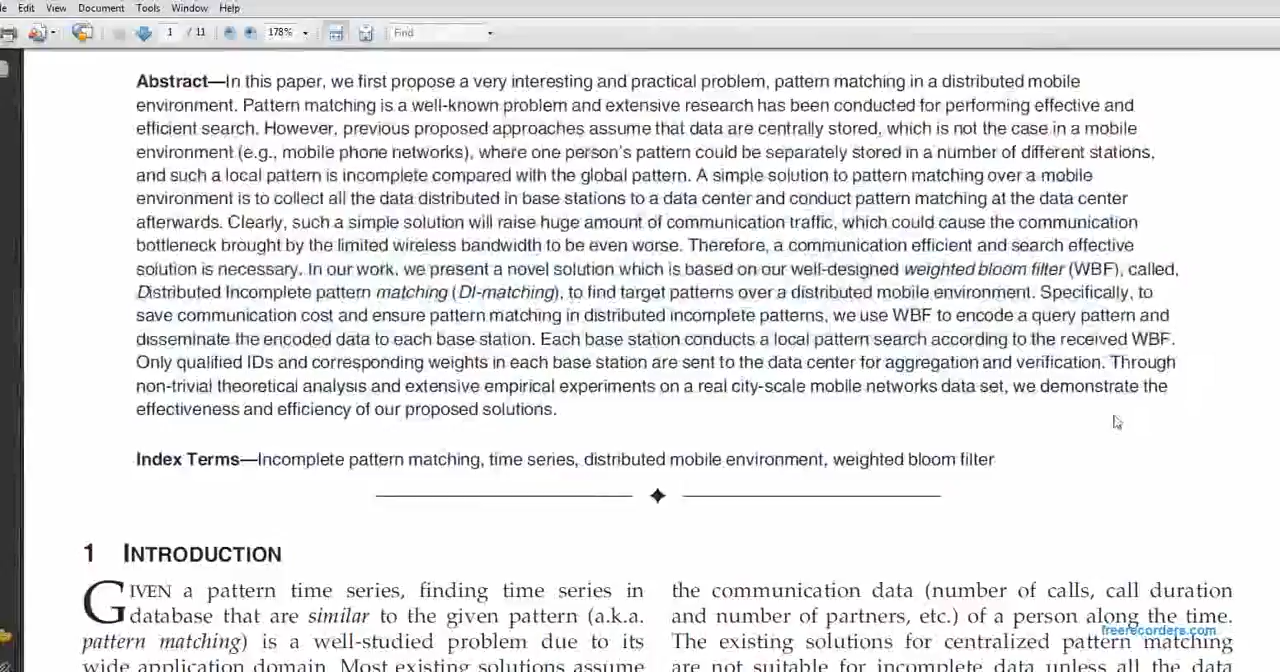 le Edit View Document Tools Window Help
1 / 11 178% Find
Abstract—In this paper, we first propose a very interesting and practical problem, pattern matching in a distributed mobile
environment. Pattern matching is a well-known problem and extensive research has been conducted for performing effective and
efficient search. However, previous proposed approaches assume that data are centrally stored, which is not the case in a mobile
environment (e.g., mobile phone networks), where one person's pattern could be separately stored in a number of different stations,
and such a local pattern is incomplete compared with the global pattern. A simple solution to pattern matching over a mobile
environment is to collect all the data distributed in base stations to a data center and conduct pattern matching at the data center
afterwards. Clearly, such a simple solution will raise huge amount of communication traffic, which could cause the communication
bottleneck brought by the limited wireless bandwidth to be even worse. Therefore, a communication efficient and search effective
solution is necessary. In our work, we present a novel solution which is based on our well-designed weighted bloom filter (WBF), called,
Distributed Incomplete pattern matching (DI-matching), to find target patterns over a distributed mobile environment. Specifically, to
save communication cost and ensure pattern matching in distributed incomplete patterns, we use WBF to encode a query pattern and
disseminate the encoded data to each base station. Each base station conducts a local pattern search according to the received WBF.
Only qualified IDs and corresponding weights in each base station are sent to the data center for aggregation and verification. Through
non-trivial theoretical analysis and extensive empirical experiments on a real city-scale mobile networks data set, we demonstrate the
effectiveness and efficiency of our proposed solutions.
Index Terms—Incomplete pattern matching, time series, distributed mobile environment, weighted bloom filter
1 INTRODUCTION
GIVEN a pattern time series, finding time series in
database that are similar to the given pattern (a.k.a.
pattern matching) is a well-studied problem due to its
wide application domain. Most existing solutions assume
the communication data (number of calls, call duration
and number of partners, etc.) of a person along the time.
The existing solutions for centralized pattern matching
are not suitable for incomplete data unless all the data
freerecorders.com